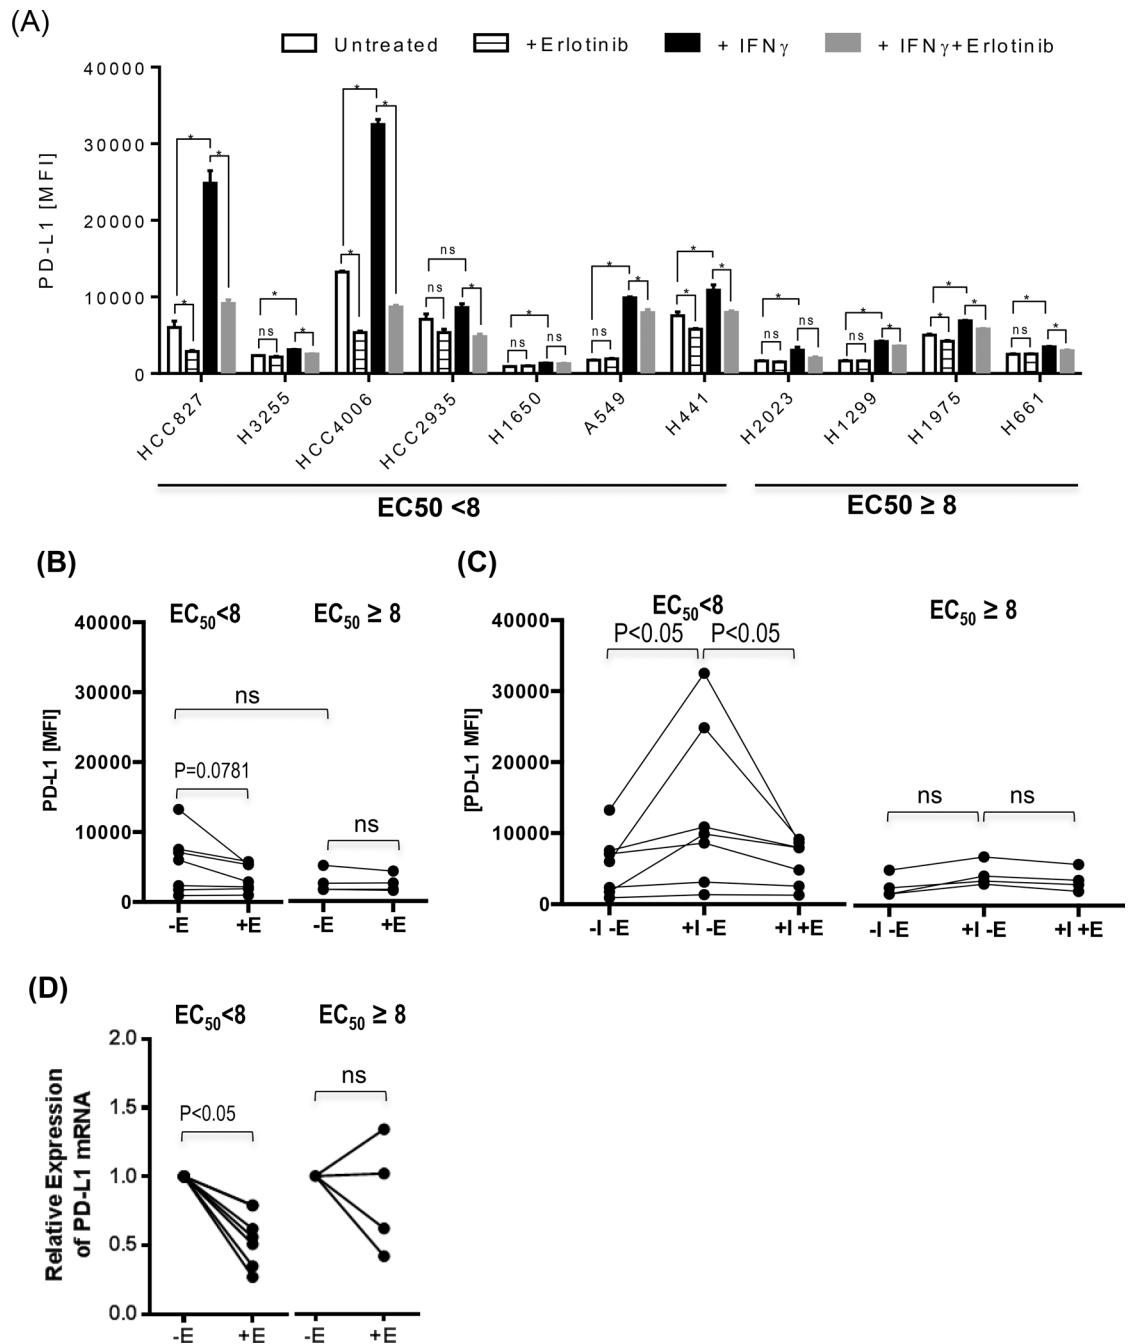 (A)
Untreated +Erlotinib + IFNγ + IFNγ+Erlotinib
PD-L1 [MFI]
40000
30000
20000
10000
0
* * * *
ns * *
* * * *
ns ns * ns
ns * ns
ns * *
* * *
ns * ns
ns * *
* * *
ns * *
HCC827 H3255 HCC4006 HCC2935 H1650 A549 H441 H2023 H1299 H1975 H661
EC50 <8 EC50 ≥ 8
(B)
EC50<8 EC50 ≥ 8
PD-L1 [MFI]
40000
30000
20000
10000
0
ns
P=0.0781
ns
-E +E -E +E
(C)
EC50<8 EC50 ≥ 8
[PD-L1 MFI]
40000
30000
20000
10000
0
P<0.05 P<0.05
ns ns
-I -E +I -E +I +E -I -E +I -E +I +E
(D)
EC50<8 EC50 ≥ 8
Relative Expression
of PD-L1 mRNA
2.0
1.5
1.0
0.5
0.0
P<0.05
ns
-E +E -E +E